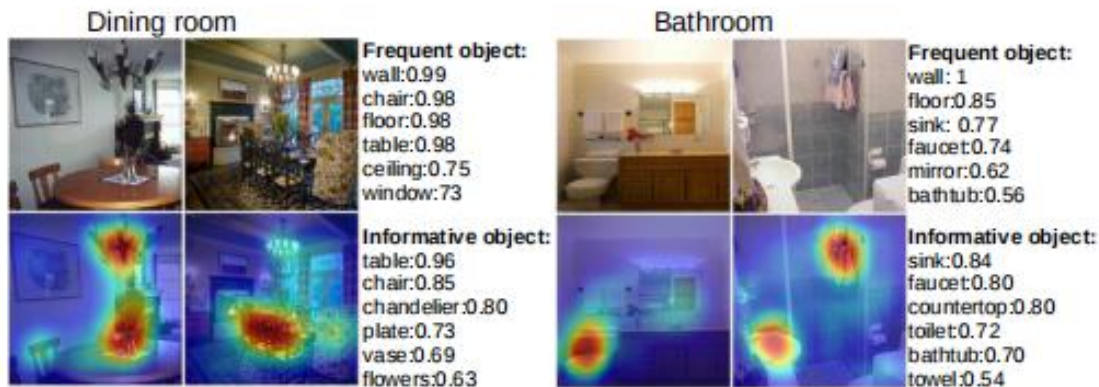 Dining room
Frequent object:
wall:0.99
chair:0.98
floor:0.98
table:0.98
ceiling:0.75
window:73
Informative object:
table:0.96
chair:0.85
chandelier:0.80
plate:0.73
vase:0.69
flowers:0.63
Bathroom
Frequent object:
wall: 1
floor:0.85
sink: 0.77
faucet:0.74
mirror:0.62
bathtub:0.56
Informative object:
sink:0.84
faucet:0.80
countertop:0.80
toilet:0.72
bathtub:0.70
towel:0.54